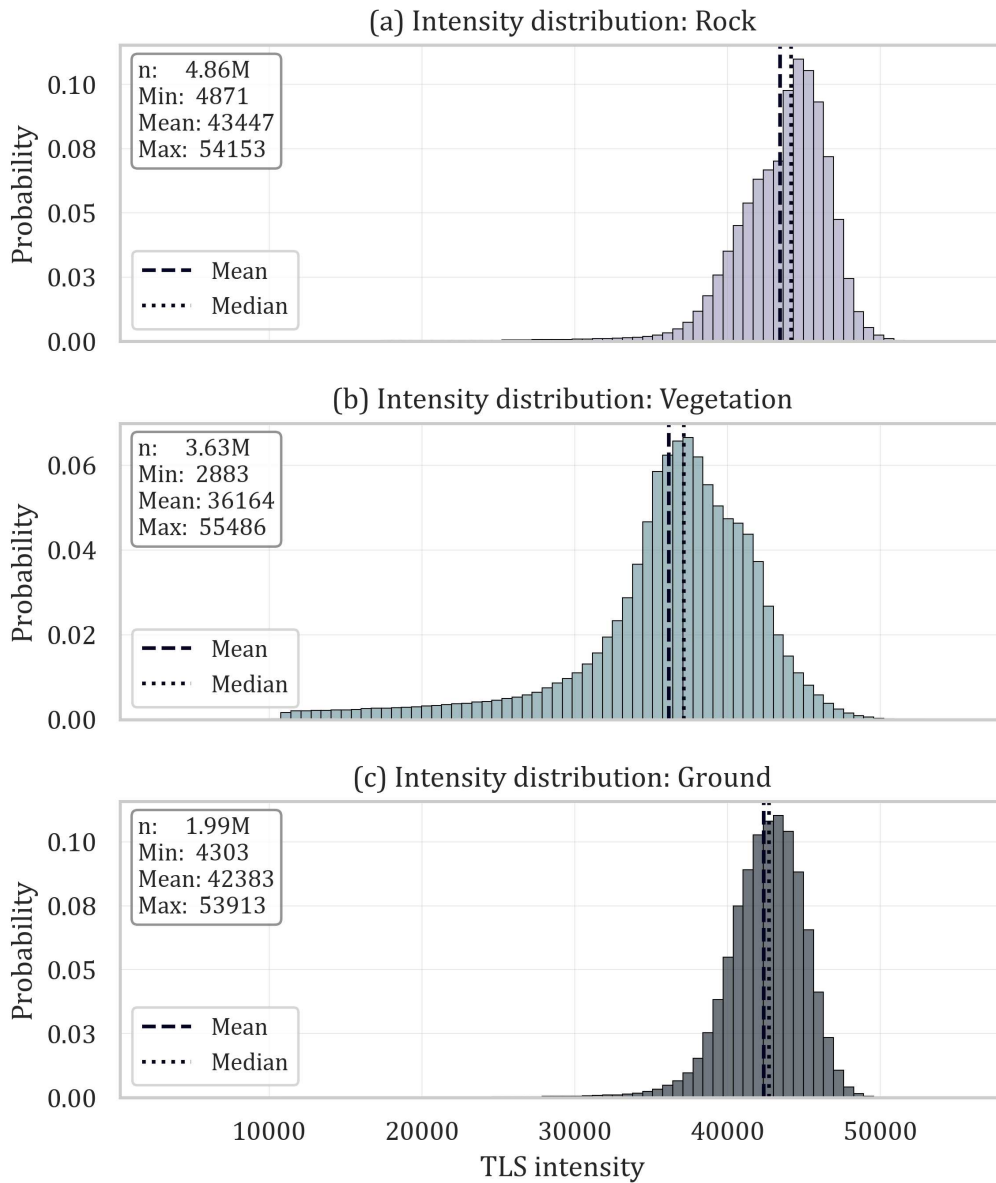 (a) Intensity distribution: Rock
n: 4.86M
Min: 4871
Mean: 43447
Max: 54153
Probability
0.10
0.08
0.05
0.03
0.00
Mean
Median
(b) Intensity distribution: Vegetation
n: 3.63M
Min: 2883
Mean: 36164
Max: 55486
Probability
0.06
0.04
0.02
0.00
Mean
Median
(c) Intensity distribution: Ground
n: 1.99M
Min: 4303
Mean: 42383
Max: 53913
Probability
0.10
0.08
0.05
0.03
0.00
Mean
Median
10000 20000 30000 40000 50000
TLS intensity